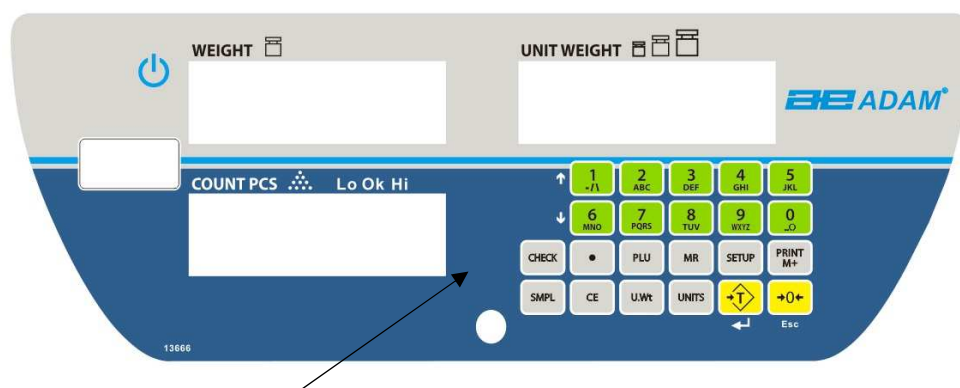 WEIGHT
UNIT WEIGHT
ae ADAM®
COUNT PCS Lo Ok Hi
↑ 1 2 3 4 5
.-/\ ABC DEF GHI JKL
↓ 6 7 8 9 0
MNO PQRS TUV WXYZ _◇
CHECK • PLU MR SETUP PRINT M+
SMPL CE U.Wt UNITS →T →0←
Esc
13666